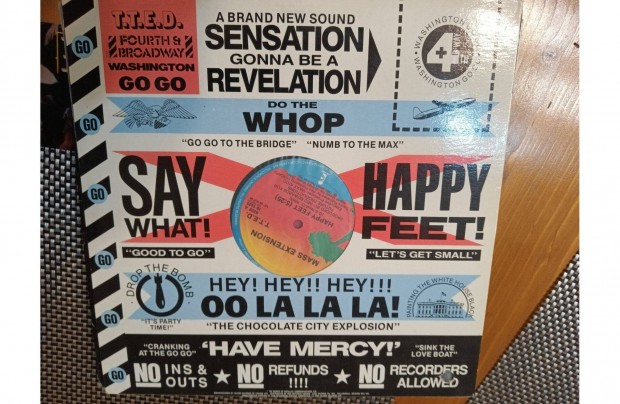 GO
GO
GO
GO
GO
GO
T.T.E.D.
FOURTH &
BROADWAY
WASHINGTON
GO GO
A BRAND NEW SOUND
SENSATION
GONNA BE A
REVELATION
WASHINGTON
4
WASHINGTON
DO THE
WHOP
"GO GO TO THE BRIDGE" "NUMB TO THE MAX"
SAY
WHAT!
"GOOD TO GO"
T.T.E.D.
HAPPY FEET
MASS EXTENSION
HAPPY
FEET!
"LET'S GET SMALL"
DROP THE BOMB
"IT'S PARTY
TIME!"
HEY! HEY!! HEY!!!
OO LA LA LA!
"THE CHOCOLATE CITY EXPLOSION"
PAINTING THE WHITE HOUSE BLACK
"CRANKING
AT THE GO GO"
'HAVE MERCY!'
"SINK THE
LOVE BOAT"
NO INS &
OUTS
NO REFUNDS
!!!!
NO RECORDERS
ALLOWED